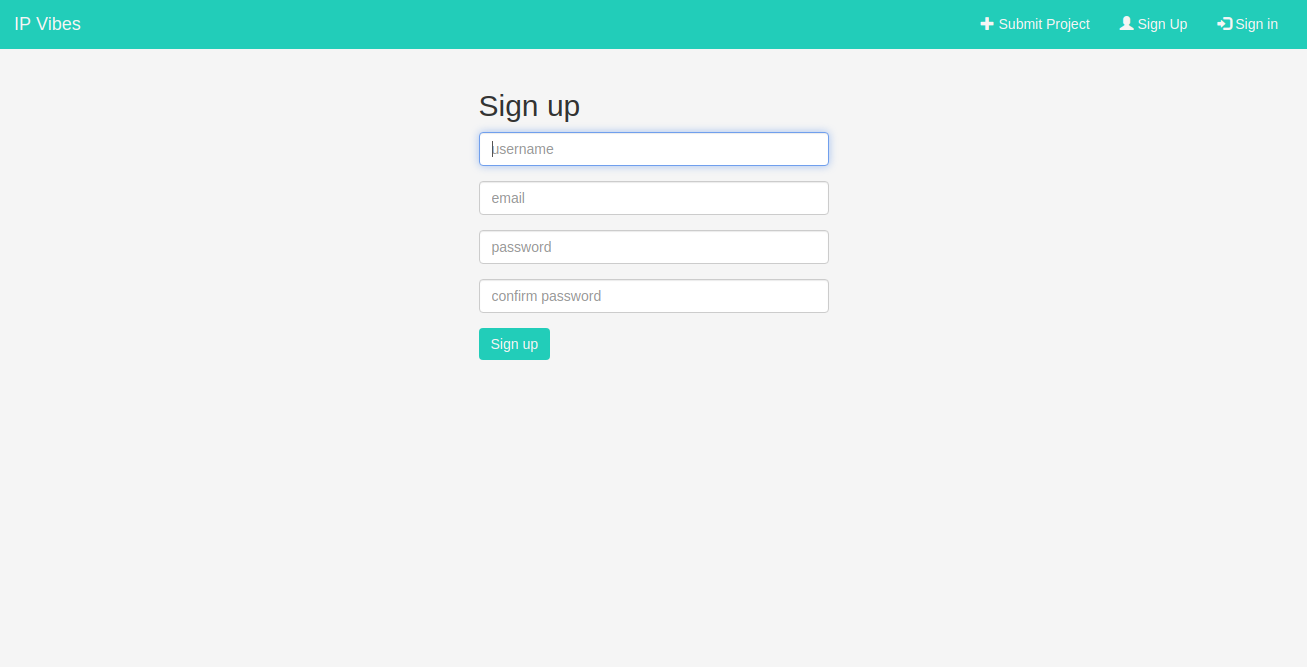 IP Vibes
Submit Project
Sign Up
Sign in
Sign up
username
email
password
confirm password
Sign up